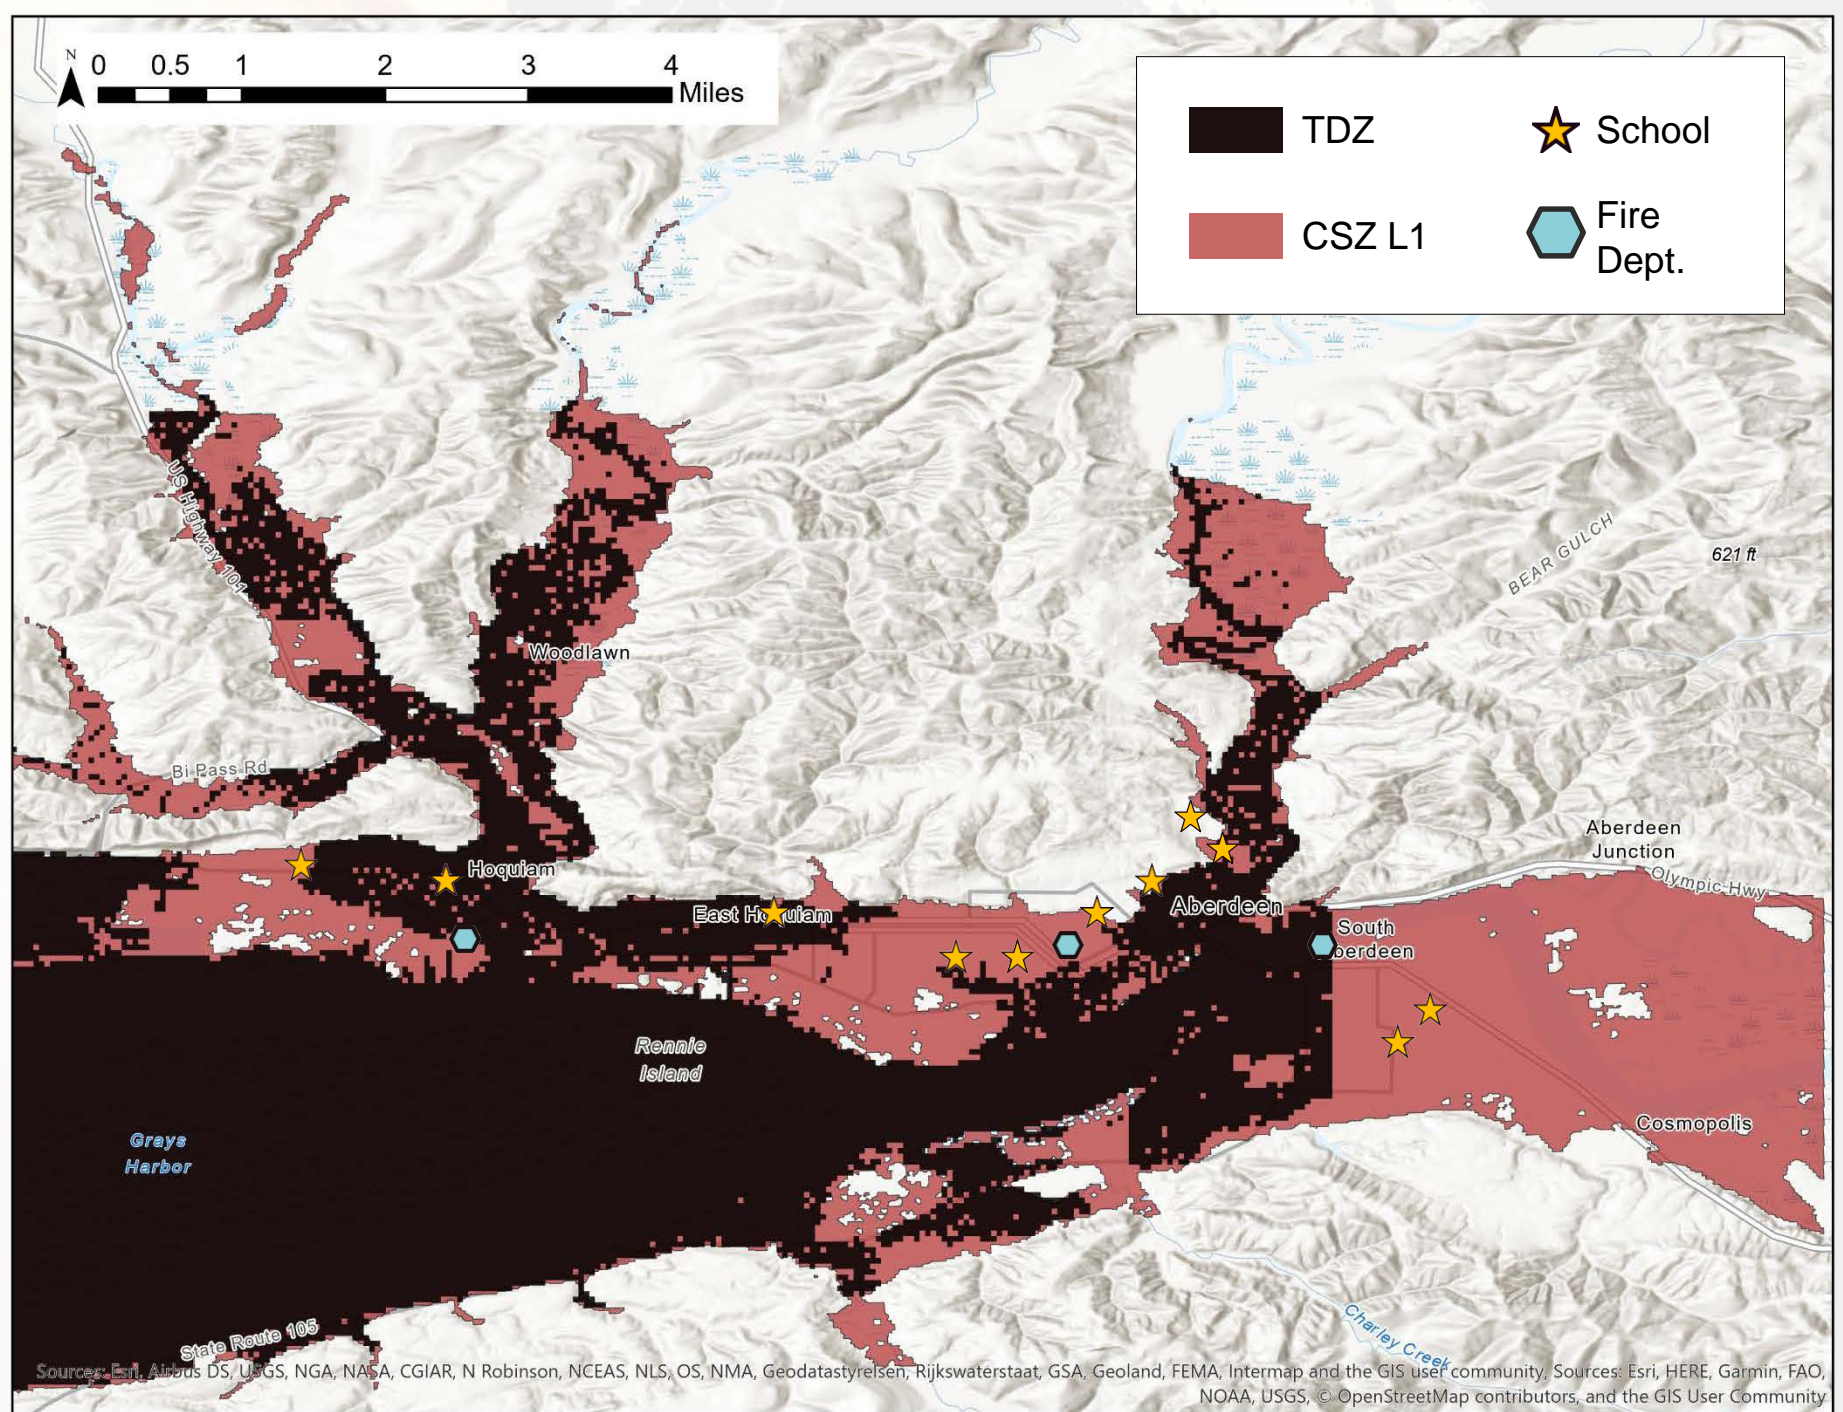 N
0 0.5 1 2 3 4
Miles
TDZ
School
CSZ L1
Fire
Dept.
US Highway 101
BEAR GULCH
621 ft
Woodlawn
Bi Pass Rd
Aberdeen
Junction
Olympic Hwy
Hoquiam
East Hoquiam
Aberdeen
South
berdeen
Rennie
Island
Grays
Harbor
Cosmopolis
State Route 105
Charley Creek
Sources: Esri, Airbus DS, USGS, NGA, NASA, CGIAR, N Robinson, NCEAS, NLS, OS, NMA, Geodatastyrelsen, Rijkswaterstaat, GSA, Geoland, FEMA, Intermap and the GIS user community, Sources: Esri, HERE, Garmin, FAO,
NOAA, USGS, © OpenStreetMap contributors, and the GIS User Community